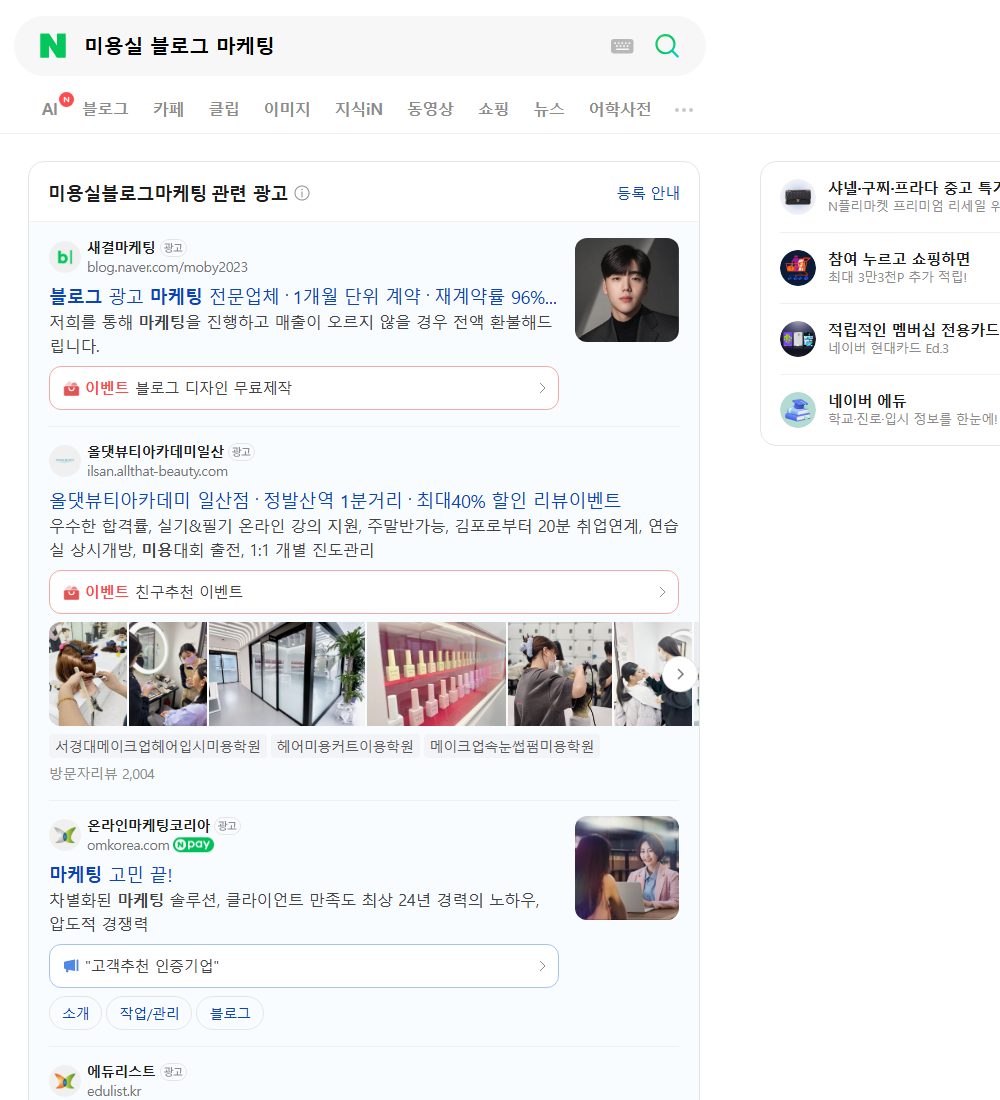 미용실 블로그 마케팅
AI N 블로그 카페 클립 이미지 지식iN 동영상 쇼핑 뉴스 어학사전
미용실블로그마케팅 관련 광고
등록 안내
bl
새결마케팅 광고
blog.naver.com/moby2023
블로그 광고 마케팅 전문업체 · 1개월 단위 계약 · 재계약률 96%...
저희를 통해 마케팅을 진행하고 매출이 오르지 않을 경우 전액 환불해드
립니다.
이벤트 블로그 디자인 무료제작
올댓뷰티아카데미일산 광고
ilsan.allthat-beauty.com
올댓뷰티아카데미 일산점 · 정발산역 1분거리 · 최대40% 할인 리뷰이벤트
우수한 합격률, 실기&필기 온라인 강의 지원, 주말반가능, 김포로부터 20분 취업연계, 연습
실 상시개방, 미용대회 출전, 1:1 개별 진도관리
이벤트 친구추천 이벤트
서경대메이크업헤어입시미용학원 헤어미용커트이용학원 메이크업속눈썹펌미용학원
방문자리뷰 2,004
온라인마케팅코리아 광고
omkorea.com N pay
마케팅 고민 끝!
차별화된 마케팅 솔루션, 클라이언트 만족도 최상 24년 경력의 노하우,
압도적 경쟁력
"고객추천 인증기업"
소개 작업/관리 블로그
에듀리스트 광고
edulist.kr
샤넬·구찌·프라다 중고 특가
N플리마켓 프리미엄 리세일
참여 누르고 쇼핑하면
최대 3만3천P 추가 적립!
적립적인 멤버십 전용카드
네이버 현대카드 Ed.3
네이버 에듀
학교·진로·입시 정보를 한눈에!